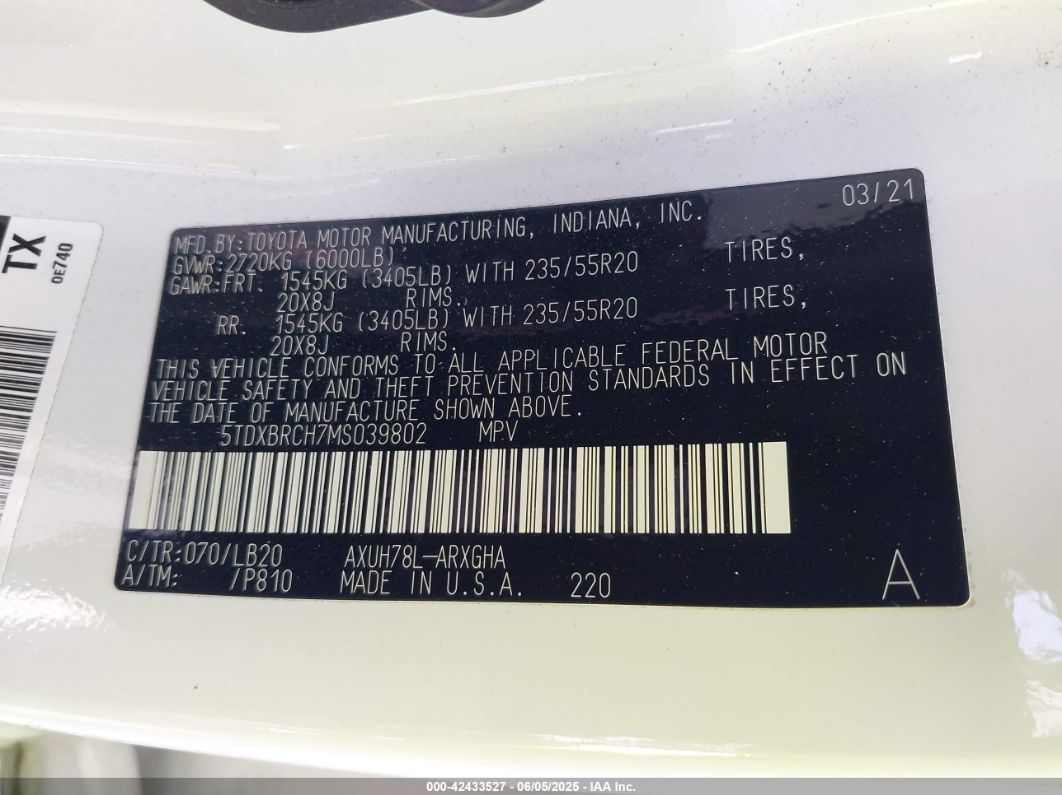 03/21
MFD. BY: TOYOTA MOTOR MANUFACTURING, INDIANA, INC.
GVWR: 2720KG (6000LB)
GAWR: FRT. 1545KG (3405LB) WITH 235/55R20 TIRES,
20X8J RIMS.
RR. 1545KG (3405LB) WITH 235/55R20 TIRES,
20X8J RIMS.
THIS VEHICLE CONFORMS TO ALL APPLICABLE FEDERAL MOTOR
VEHICLE SAFETY AND THEFT PREVENTION STANDARDS IN EFFECT ON
THE DATE OF MANUFACTURE SHOWN ABOVE.
5TDXBRCH7MS039802 MPV
C/TR: 070/LB20 AXUH78L-ARXGHA
A/TM: /P810 MADE IN U.S.A. 220 A
TX
0E740
000-42433527 - 06/05/2025 - IAA Inc.